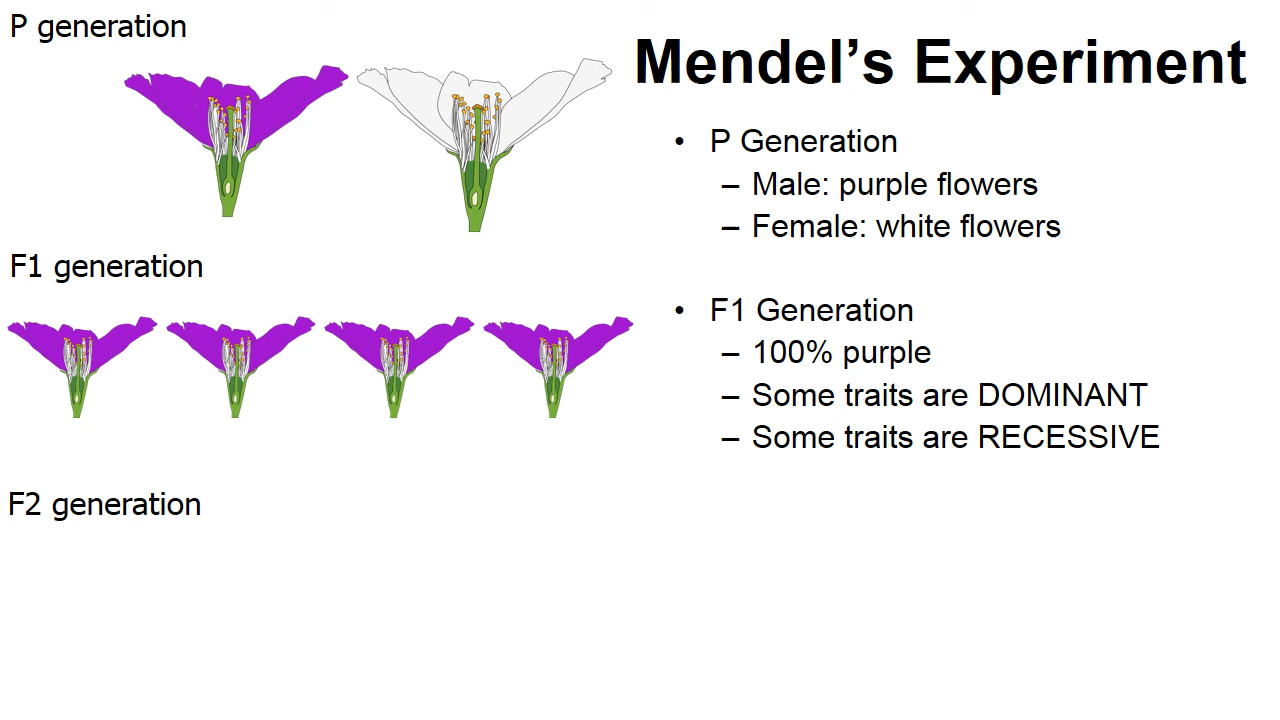 P generation
F1 generation
F2 generation
Mendel’s Experiment
• P Generation
– Male: purple flowers
– Female: white flowers
• F1 Generation
– 100% purple
– Some traits are DOMINANT
– Some traits are RECESSIVE